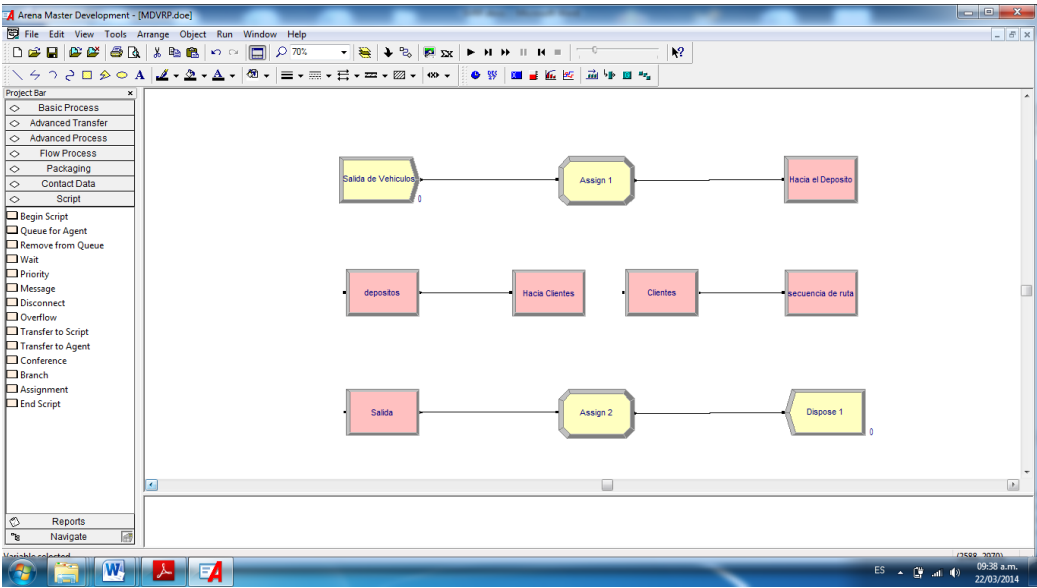 Arena Master Development - [MDVRP.doe]
File Edit View Tools Arrange Object Run Window Help
70%
Project Bar
Basic Process
Advanced Transfer
Advanced Process
Flow Process
Packaging
Contact Data
Script
Begin Script
Queue for Agent
Remove from Queue
Wait
Priority
Message
Disconnect
Overflow
Transfer to Script
Transfer to Agent
Conference
Branch
Assignment
End Script
Salida de Vehiculos
0
Assign 1
Hacia el Deposito
depositos
Hacia Clientes
Clientes
secuencia de ruta
Salida
Assign 2
Dispose 1
0
Reports
Navigate
ES
09:38 a.m.
22/03/2014